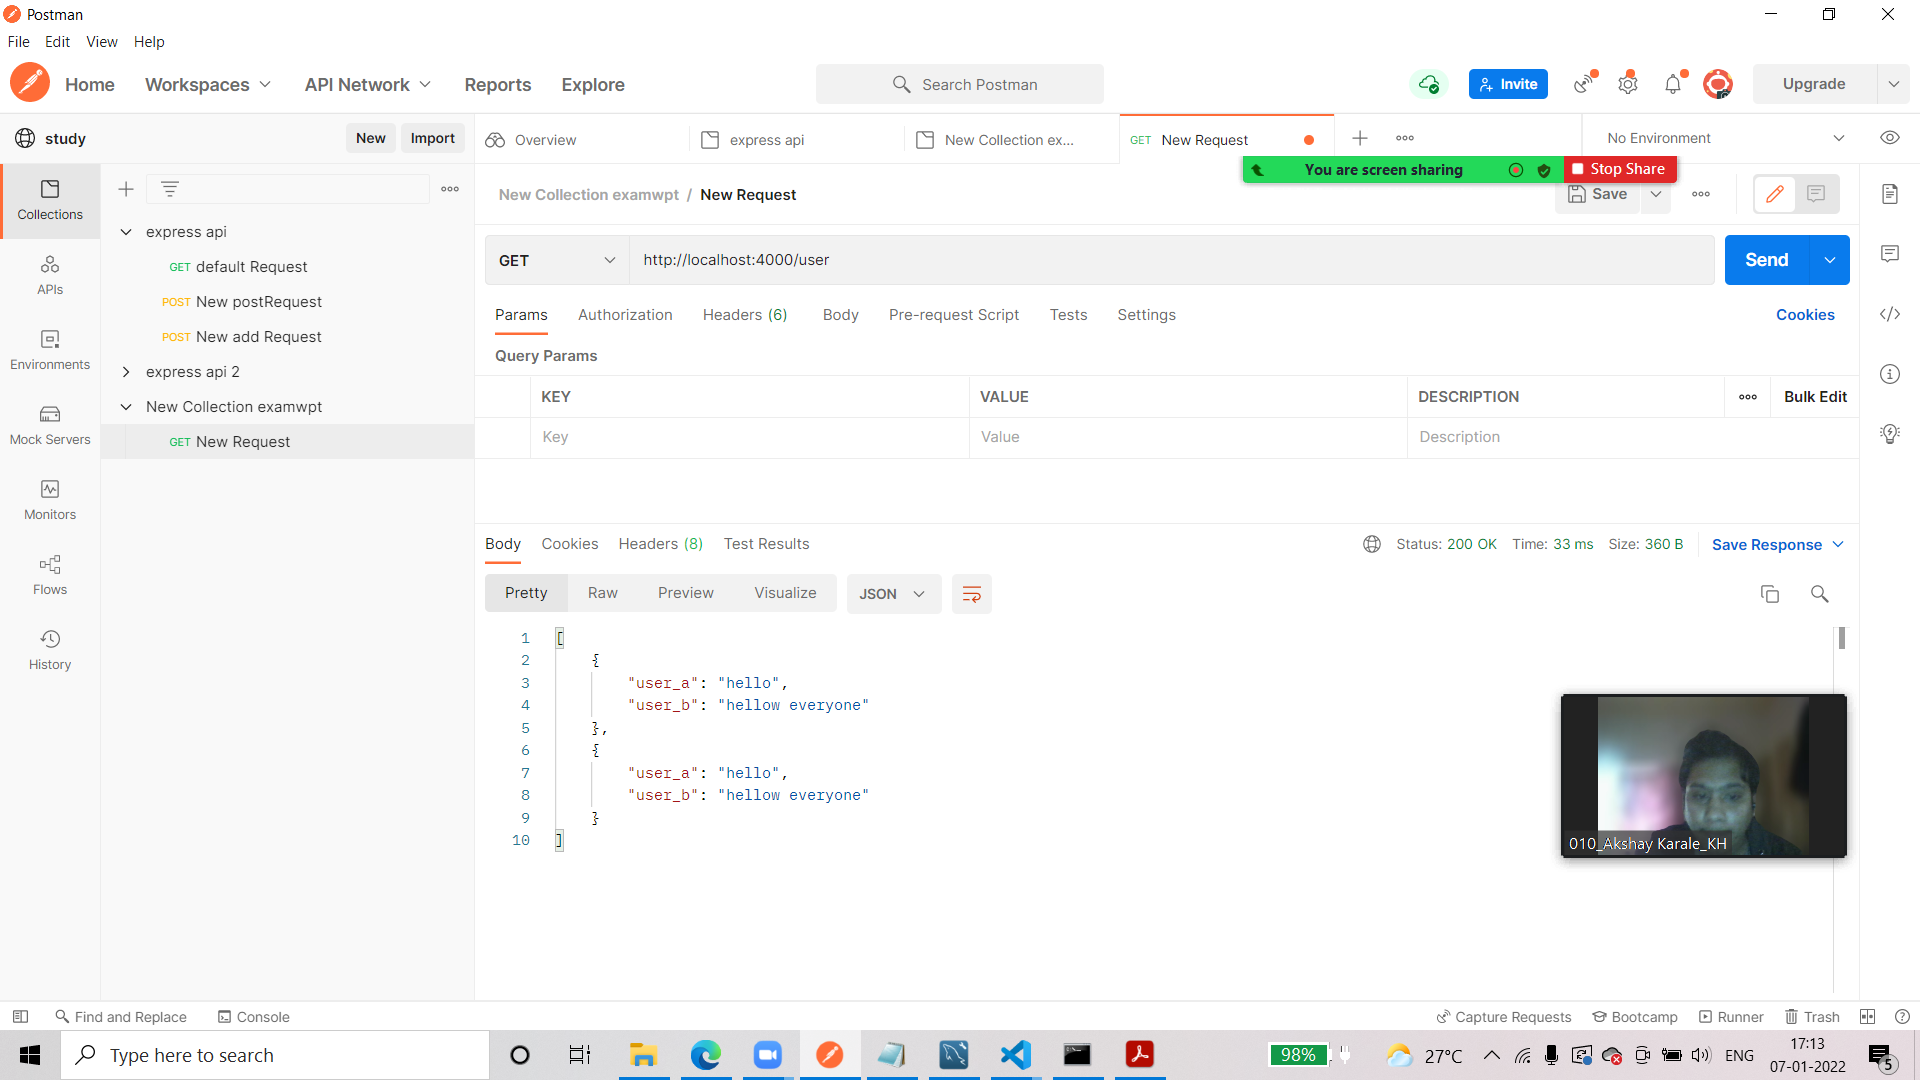 Postman
File Edit View Help
Home Workspaces API Network Reports Explore Search Postman Invite Upgrade
study New Import Overview express api New Collection ex... GET New Request No Environment
You are screen sharing Stop Share
New Collection examwpt / New Request Save
Collections
express api
GET default Request
POST New postRequest
POST New add Request
express api 2
New Collection examwpt
GET New Request
APIs
Environments
Mock Servers
Monitors
Flows
History
GET http://localhost:4000/user Send
Params Authorization Headers (6) Body Pre-request Script Tests Settings Cookies
Query Params
KEY VALUE DESCRIPTION Bulk Edit
Key Value Description
Body Cookies Headers (8) Test Results Status: 200 OK Time: 33 ms Size: 360 B Save Response
Pretty Raw Preview Visualize JSON
1 [
2 {
3 "user_a": "hello",
4 "user_b": "hellow everyone"
5 },
6 {
7 "user_a": "hello",
8 "user_b": "hellow everyone"
9 }
10 ]
010_Akshay Karale_KH
Find and Replace Console Capture Requests Bootcamp Runner Trash
Type here to search 98% 27°C ENG 17:13
07-01-2022 5